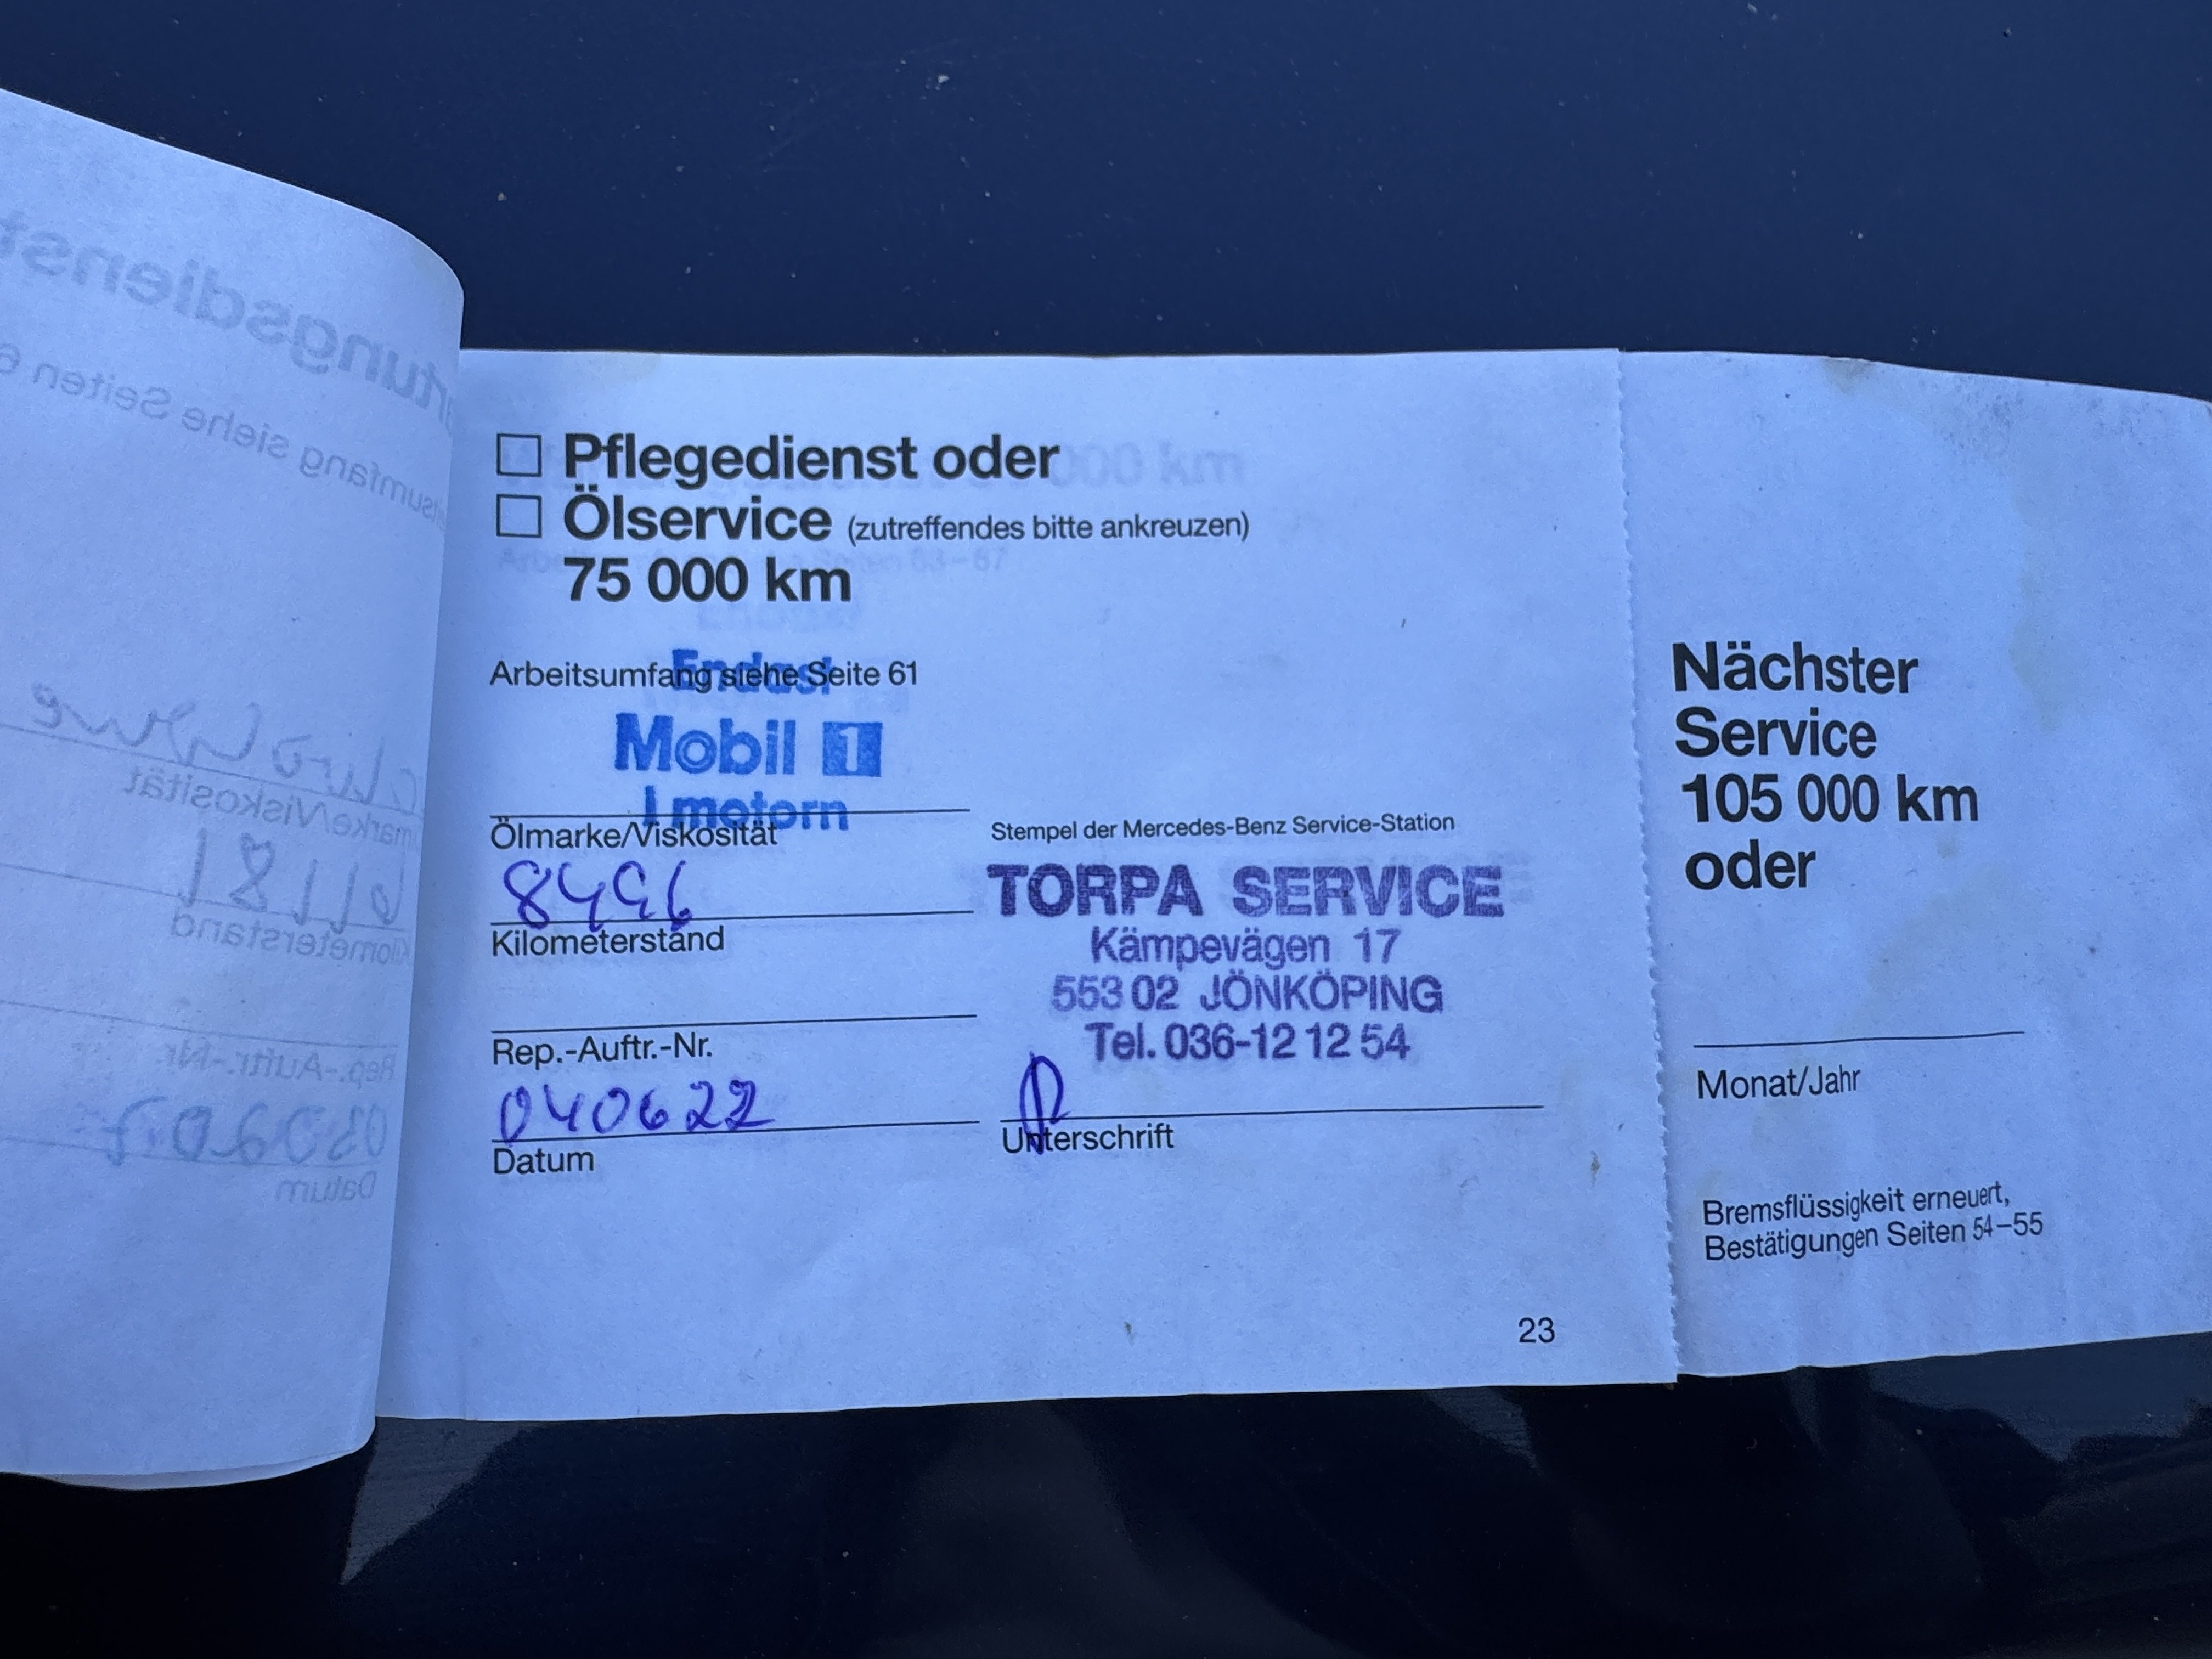 Pflegedienst oder
Ölservice (zutreffendes bitte ankreuzen)
75 000 km
Arbeitsumfang siehe Seite 61
Endast
Mobil 1
I motorn
Ölmarke/Viskosität
8496
Kilometerstand
Rep.-Auftr.-Nr.
040622
Datum
Stempel der Mercedes-Benz Service-Station
TORPA SERVICE
Kämpevägen 17
553 02 JÖNKÖPING
Tel. 036-12 12 54
Unterschrift
23
Nächster
Service
105 000 km
oder
Monat/Jahr
Bremsflüssigkeit erneuert,
Bestätigungen Seiten 54–55